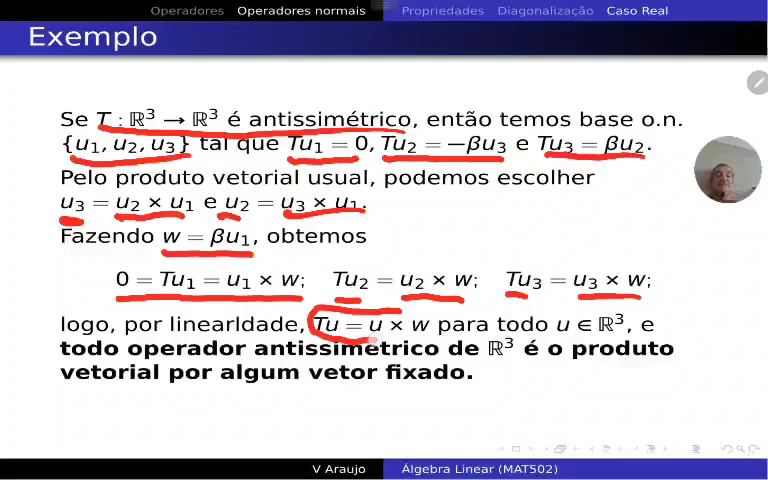 Operadores Operadores normais Propriedades Diagonalização Caso Real
Exemplo
Se T : ℝ³ → ℝ³ é antissimétrico, então temos base o.n.
{u₁, u₂, u₃} tal que Tu₁ = 0, Tu₂ = −βu₃ e Tu₃ = βu₂.
Pelo produto vetorial usual, podemos escolher
u₃ = u₂ × u₁ e u₂ = u₃ × u₁.
Fazendo w = βu₁, obtemos
0 = Tu₁ = u₁ × w; Tu₂ = u₂ × w; Tu₃ = u₃ × w;
logo, por linearldade, Tu = u × w para todo u ∈ ℝ³, e
todo operador antissimétrico de ℝ³ é o produto
vetorial por algum vetor fixado.
V Araujo Álgebra Linear (MAT502)